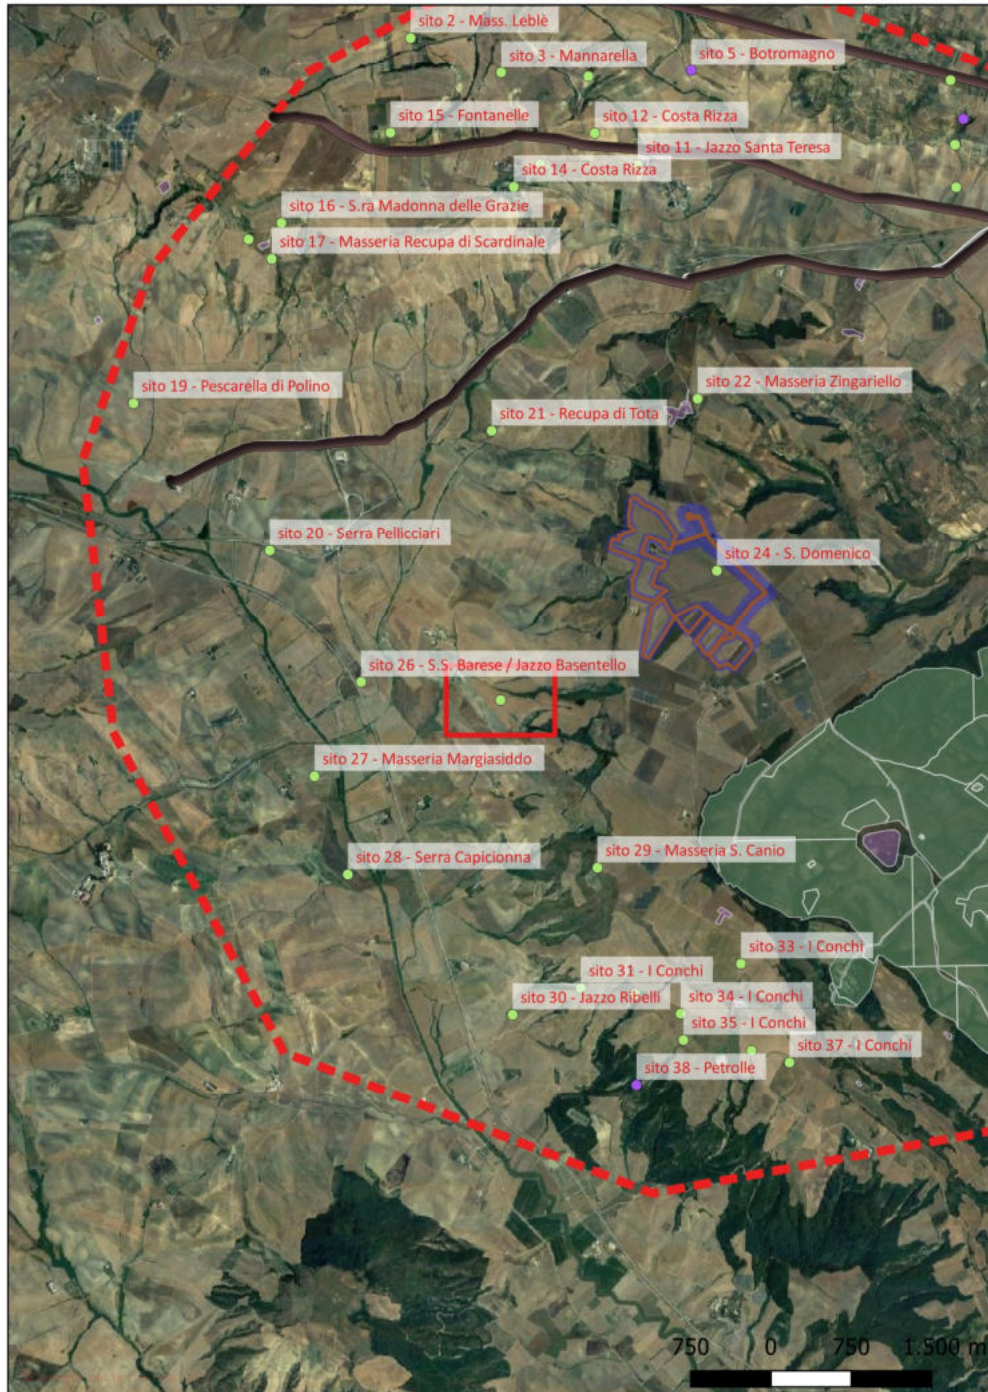 sito 2 - Mass. Leblè
sito 3 - Mannarella
sito 5 - Botromagno
sito 15 - Fontanelle
sito 12 - Costa Rizza
sito 11 - Jazzo Santa Teresa
sito 14 - Costa Rizza
sito 16 - S.ra Madonna delle Grazie
sito 17 - Masseria Recupa di Scardinale
sito 19 - Pescarella di Polino
sito 22 - Masseria Zingariello
sito 21 - Recupa di Tota
sito 20 - Serra Pellicciari
sito 24 - S. Domenico
sito 26 - S.S. Barese / Jazzo Basentello
sito 27 - Masseria Margiasiddo
sito 28 - Serra Capicionna
sito 29 - Masseria S. Canio
sito 33 - I Conchi
sito 31 - I Conchi
sito 30 - Jazzo Ribelli
sito 34 - I Conchi
sito 35 - I Conchi
sito 37 - I Conchi
sito 38 - Petrolle
750 0 750 1.500 m